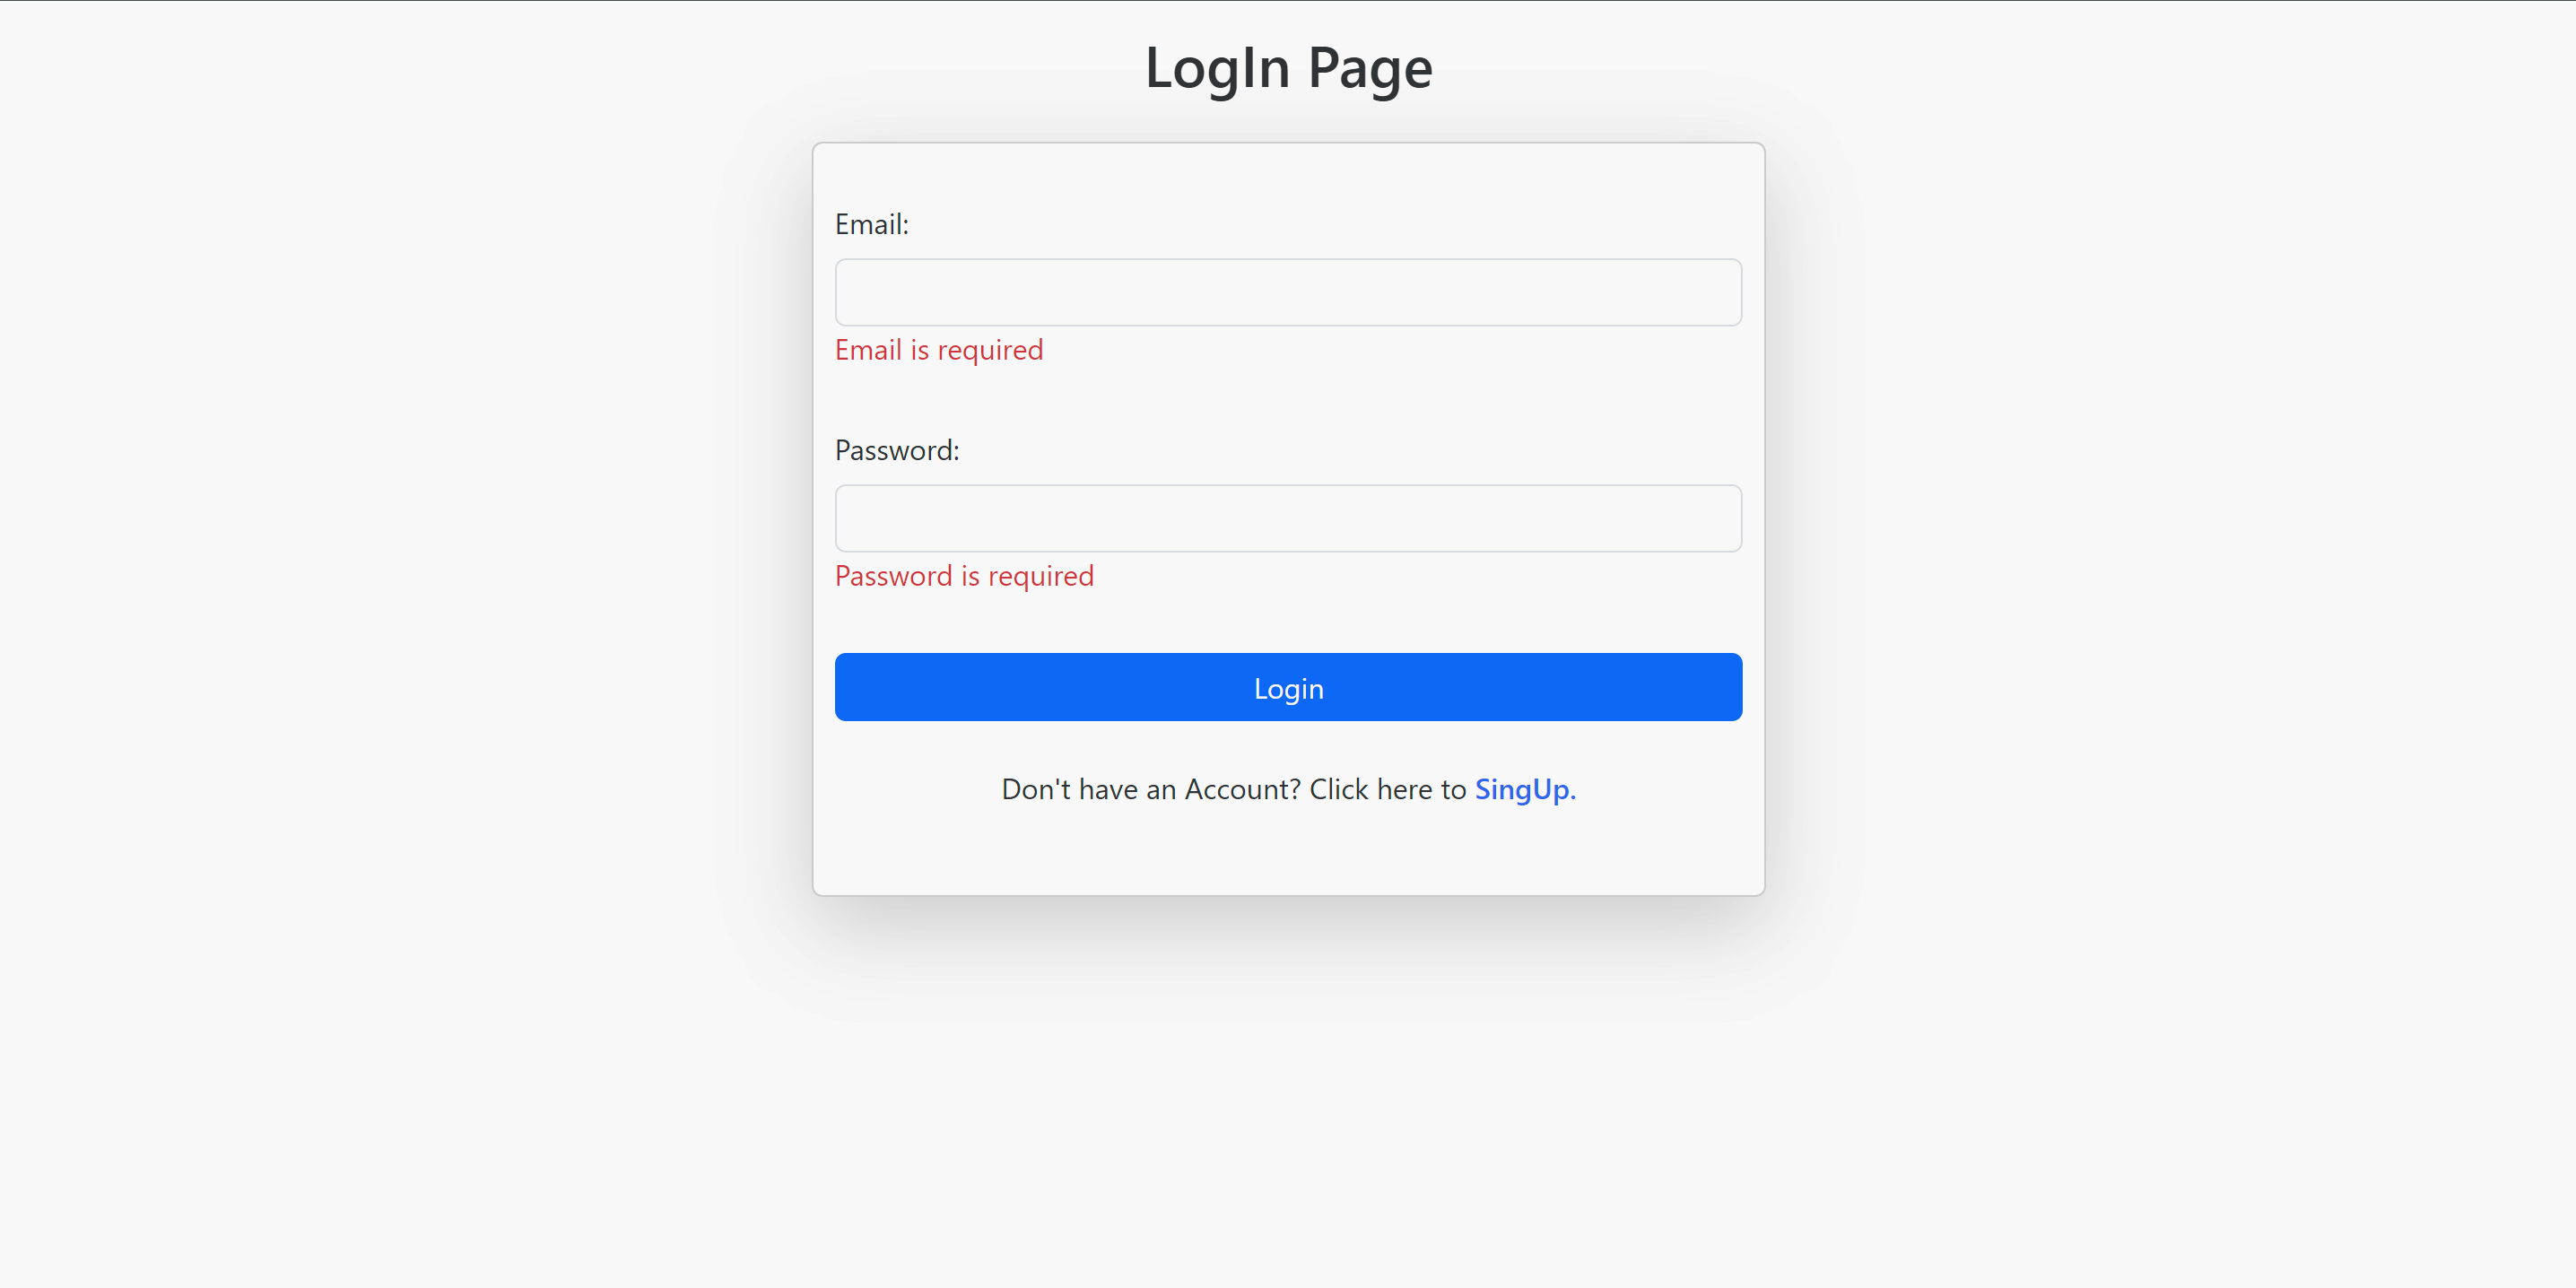 LogIn Page
Email:
Email is required
Password:
Password is required
Login
Don't have an Account? Click here to SingUp.